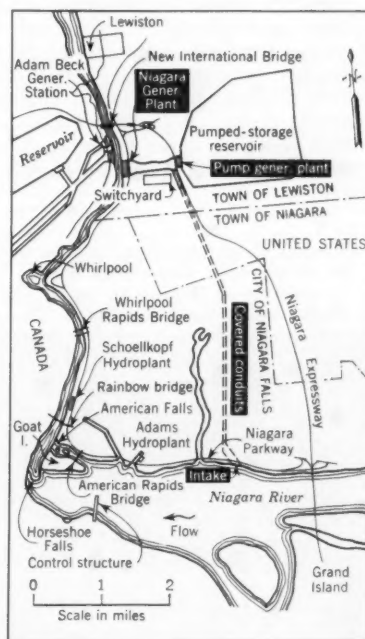 Lewiston
New International Bridge
Adam Beck
Gener.
Station
Niagara
Gener
Plant
Pumped-storage
reservoir
Reservoir
Pump gener. plant
Switchyard
TOWN OF LEWISTON
TOWN OF NIAGARA
UNITED STATES
Whirlpool
CANADA
Whirlpool
Rapids Bridge
CITY OF NIAGARA FALLS
Niagara
Expressway
Covered conduits
Schoellkopf
Hydroplant
Rainbow bridge
American Falls
Goat
I.
Adams
Hydroplant
Niagara
Parkway
Intake
American Rapids
Bridge
Niagara River
Horseshoe
Falls
Flow
Control structure
Grand
Island
0 1 2
Scale in miles